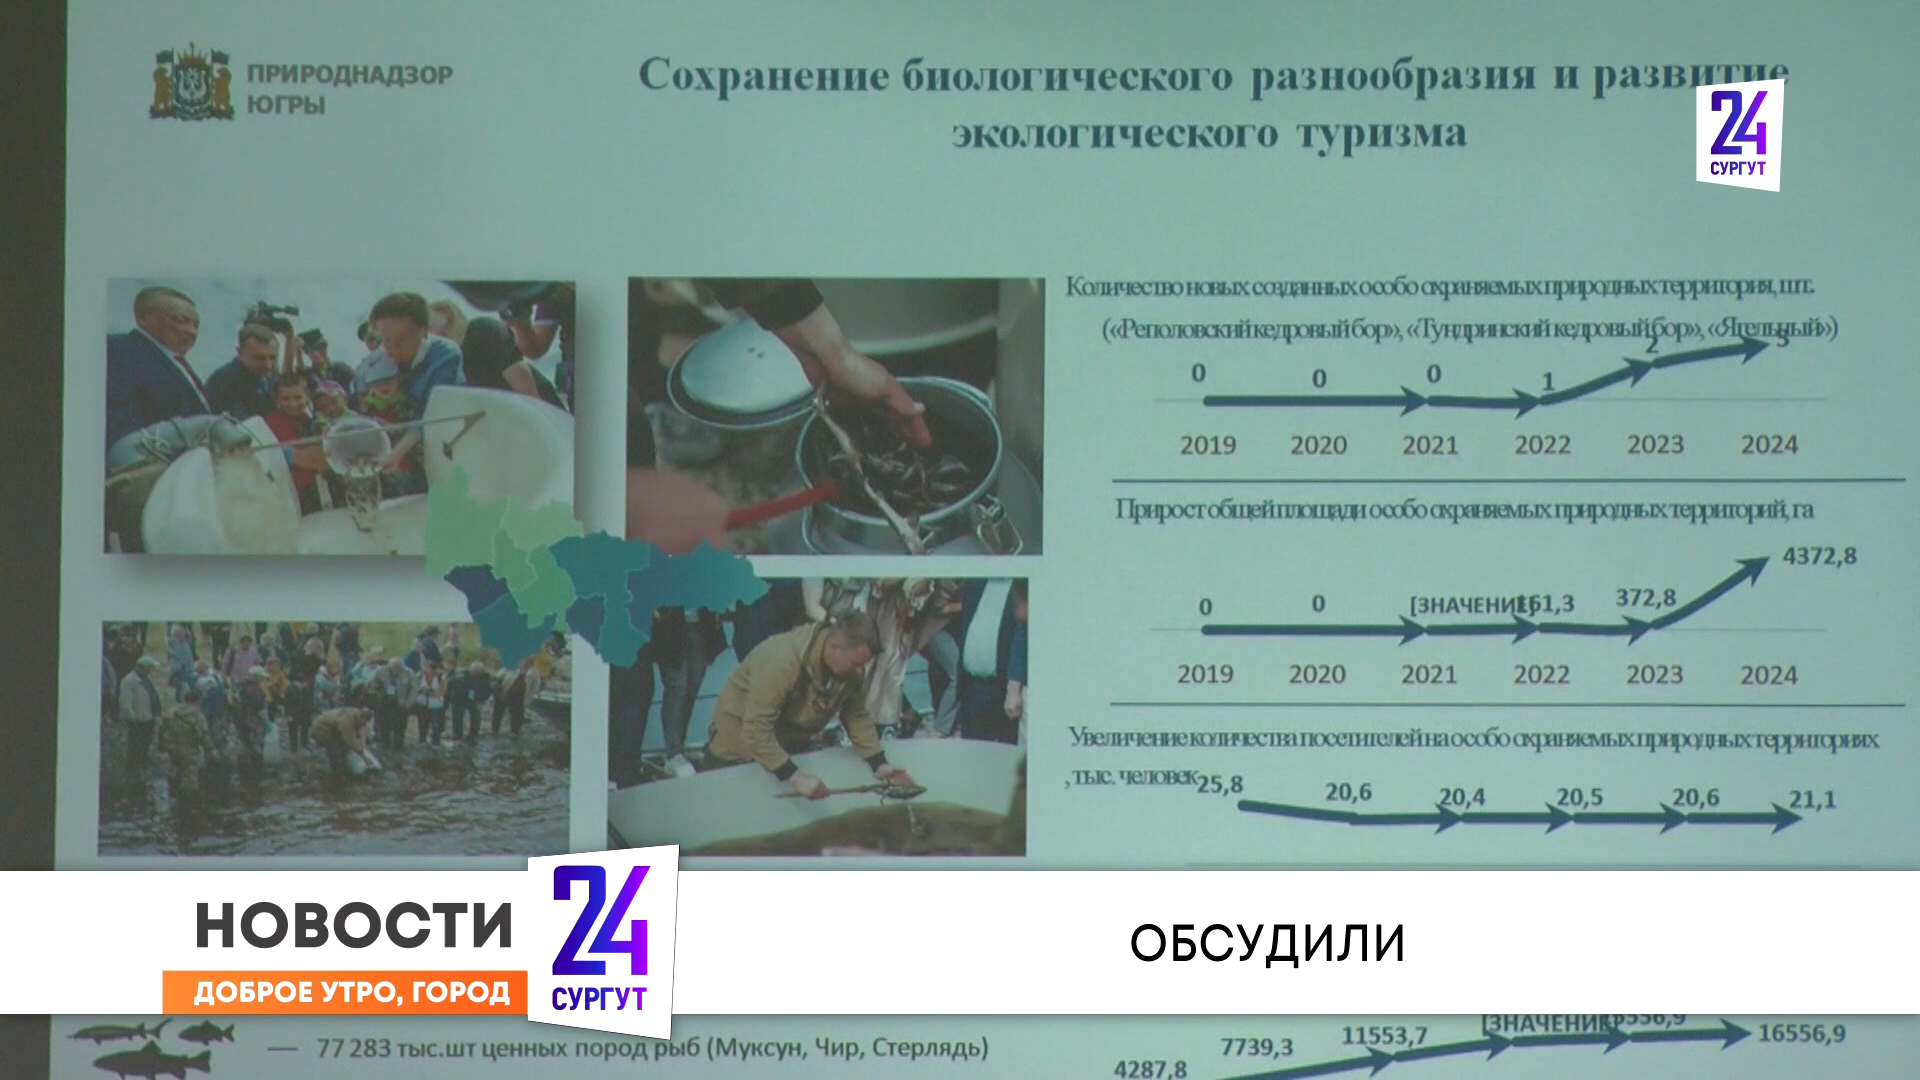 ПРИРОДНАДЗОР
ЮГРЫ
Сохранение биологического разнообразия и развитие
экологического туризма
24
СУРГУТ
Количество новых созданных особо охраняемых природных территория, шт.
(«Реполовский кедровый бор», «Тундринский кедровый бор», «Ягельный»)
0 0 0 1 2 3
2019 2020 2021 2022 2023 2024
Прирост общей площади особо охраняемых природных территорий, га
0 0 [ЗНАЧЕНИЕ] 161,3 372,8 4372,8
2019 2020 2021 2022 2023 2024
Увеличение количества посетителей на особо охраняемых природных территориях
, тыс. человек
25,8 20,6 20,4 20,5 20,6 21,1
НОВОСТИ
ДОБРОЕ УТРО, ГОРОД
24
СУРГУТ
ОБСУДИЛИ
77 283 тыс.шт ценных пород рыб (Муксун, Чир, Стерлядь)
4287,8 7739,3 11553,7 [ЗНАЧЕНИЕ] 16556,9